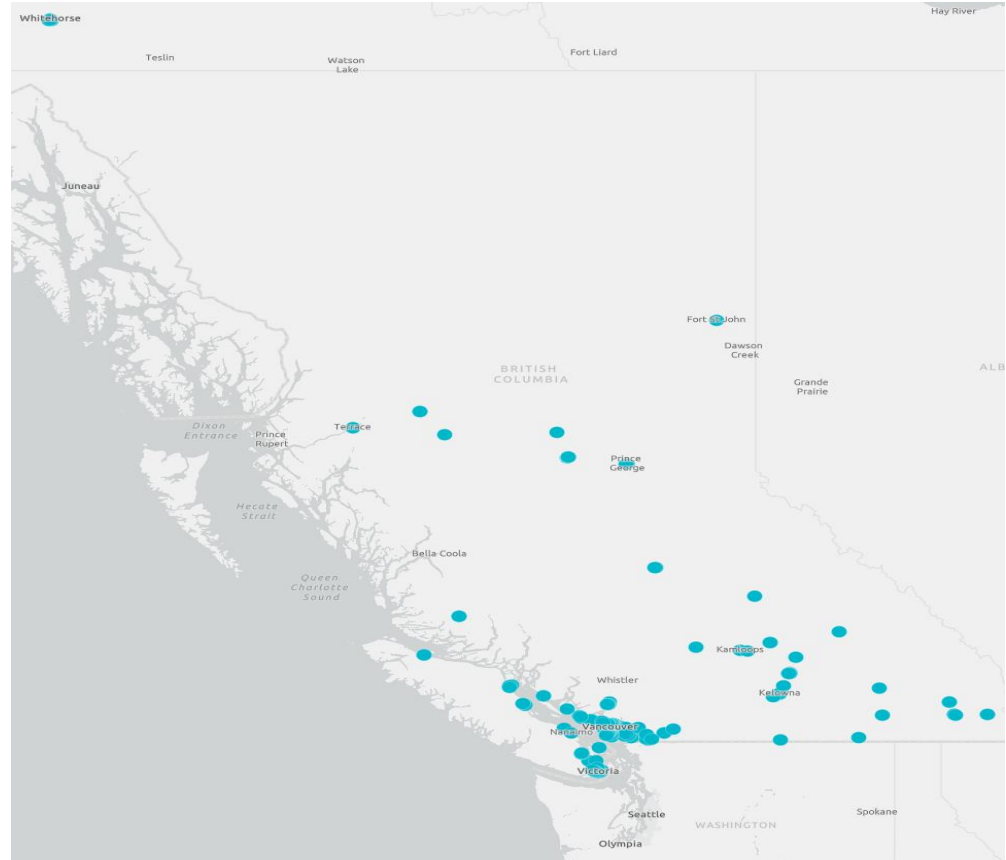 Hay River
Whitehorse
Teslin
Fort Liard
Watson
Lake
Juneau
Fort St John
Dawson
Creek
BRITISH
COLUMBIA
ALB
Grande
Prairie
Dixon
Entrance
Terrace
Prince
Rupert
Prince
George
Hecate
Strait
Bella Coola
Queen
Charlotte
Sound
Kamloops
Whistler
Kelowna
Vancouver
Nanaimo
Victoria
Seattle
Spokane
WASHINGTON
Olympia